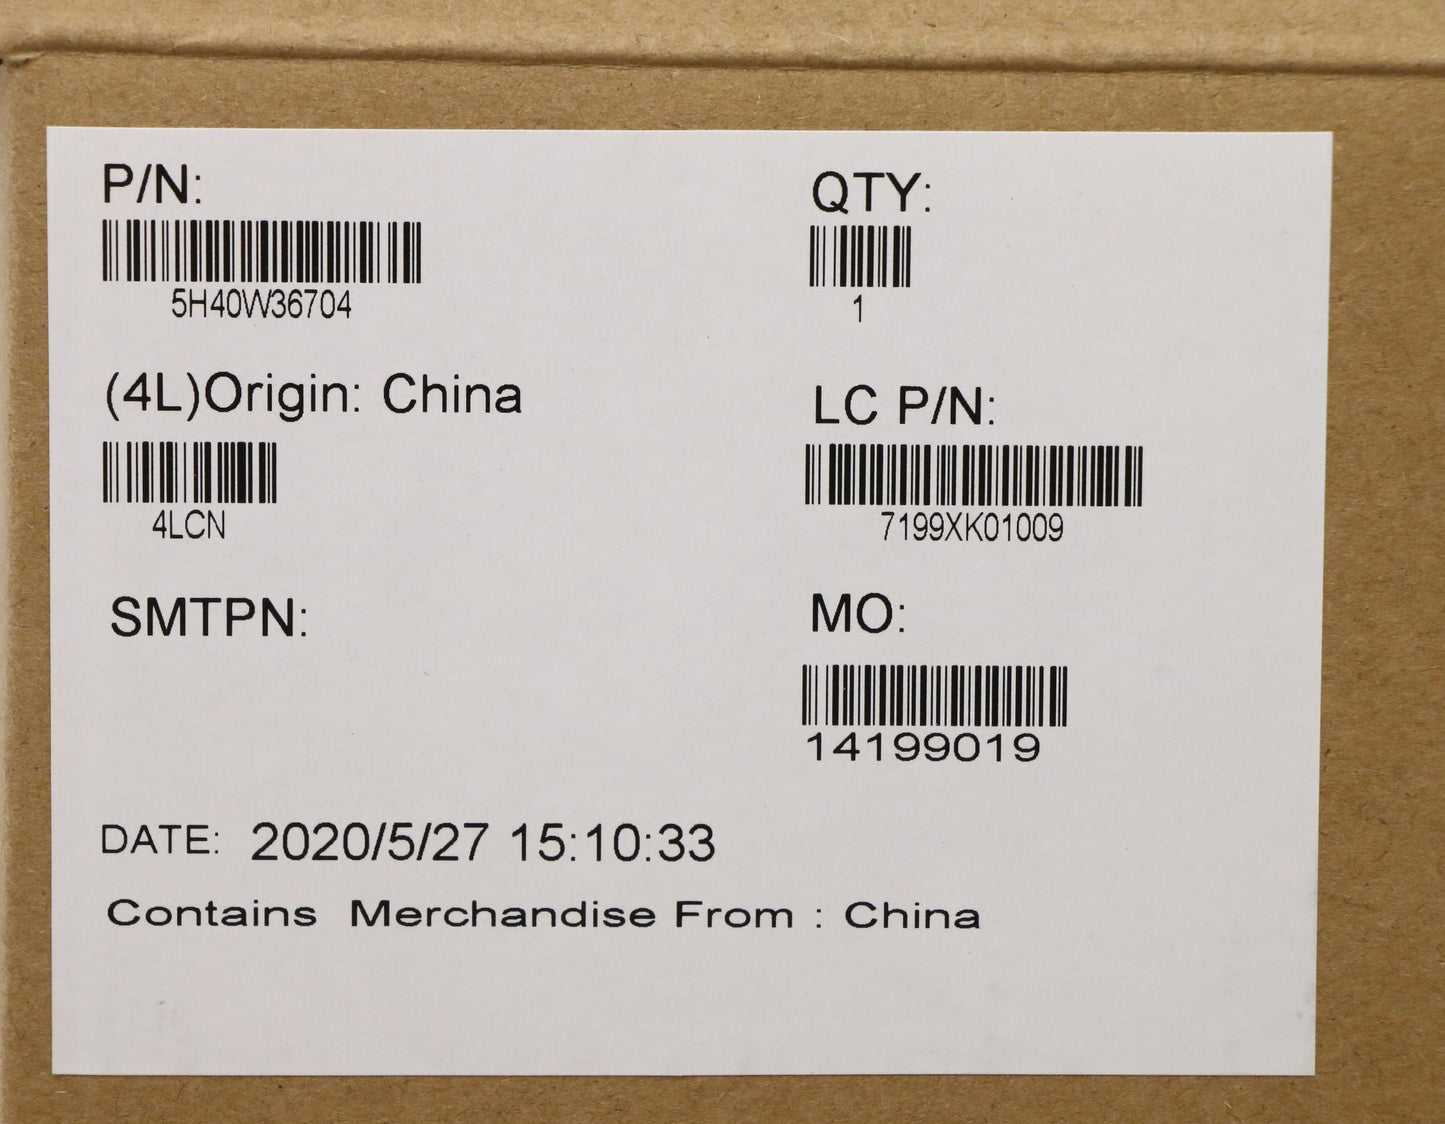 P/N:
5H40W36704
(4L)Origin: China
4LCN
SMTPN:
QTY:
1
LC P/N:
7199XK01009
MO:
14199019
DATE: 2020/5/27 15:10:33
Contains Merchandise From : China